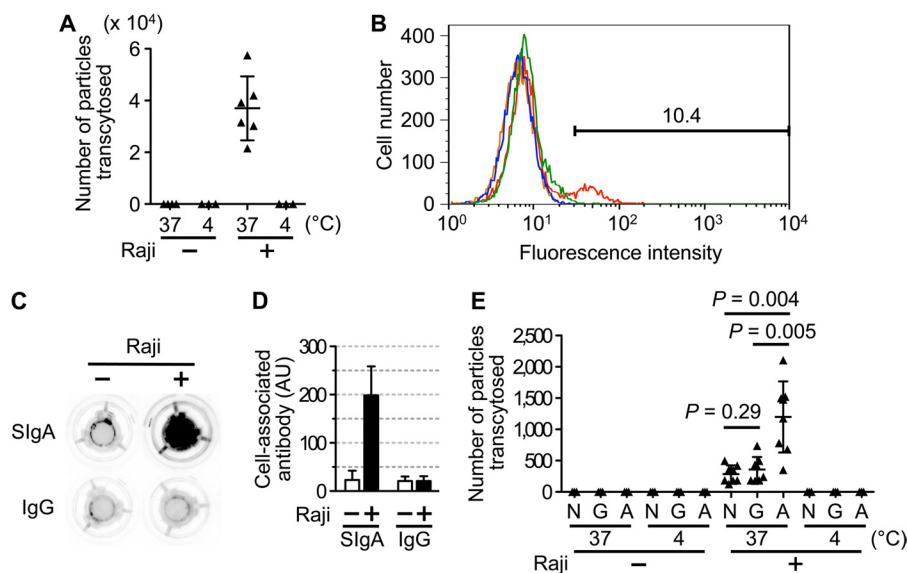 A
(x 10⁴)
Number of particles
transcytosed
6
4
2
0
37 4 37 4 (°C)
Raji − +
B
Cell number
400
300
200
100
0
10.4
10⁰ 10¹ 10² 10³ 10⁴
Fluorescence intensity
C
Raji
− +
SIgA
IgG
D
Cell-associated
antibody (AU)
300
200
100
0
Raji − + − +
SIgA IgG
E
P = 0.004
P = 0.005
P = 0.29
Number of particles
transcytosed
2,500
2,000
1,500
1,000
500
0
N G A N G A N G A N G A
37 4 37 4 (°C)
Raji − +